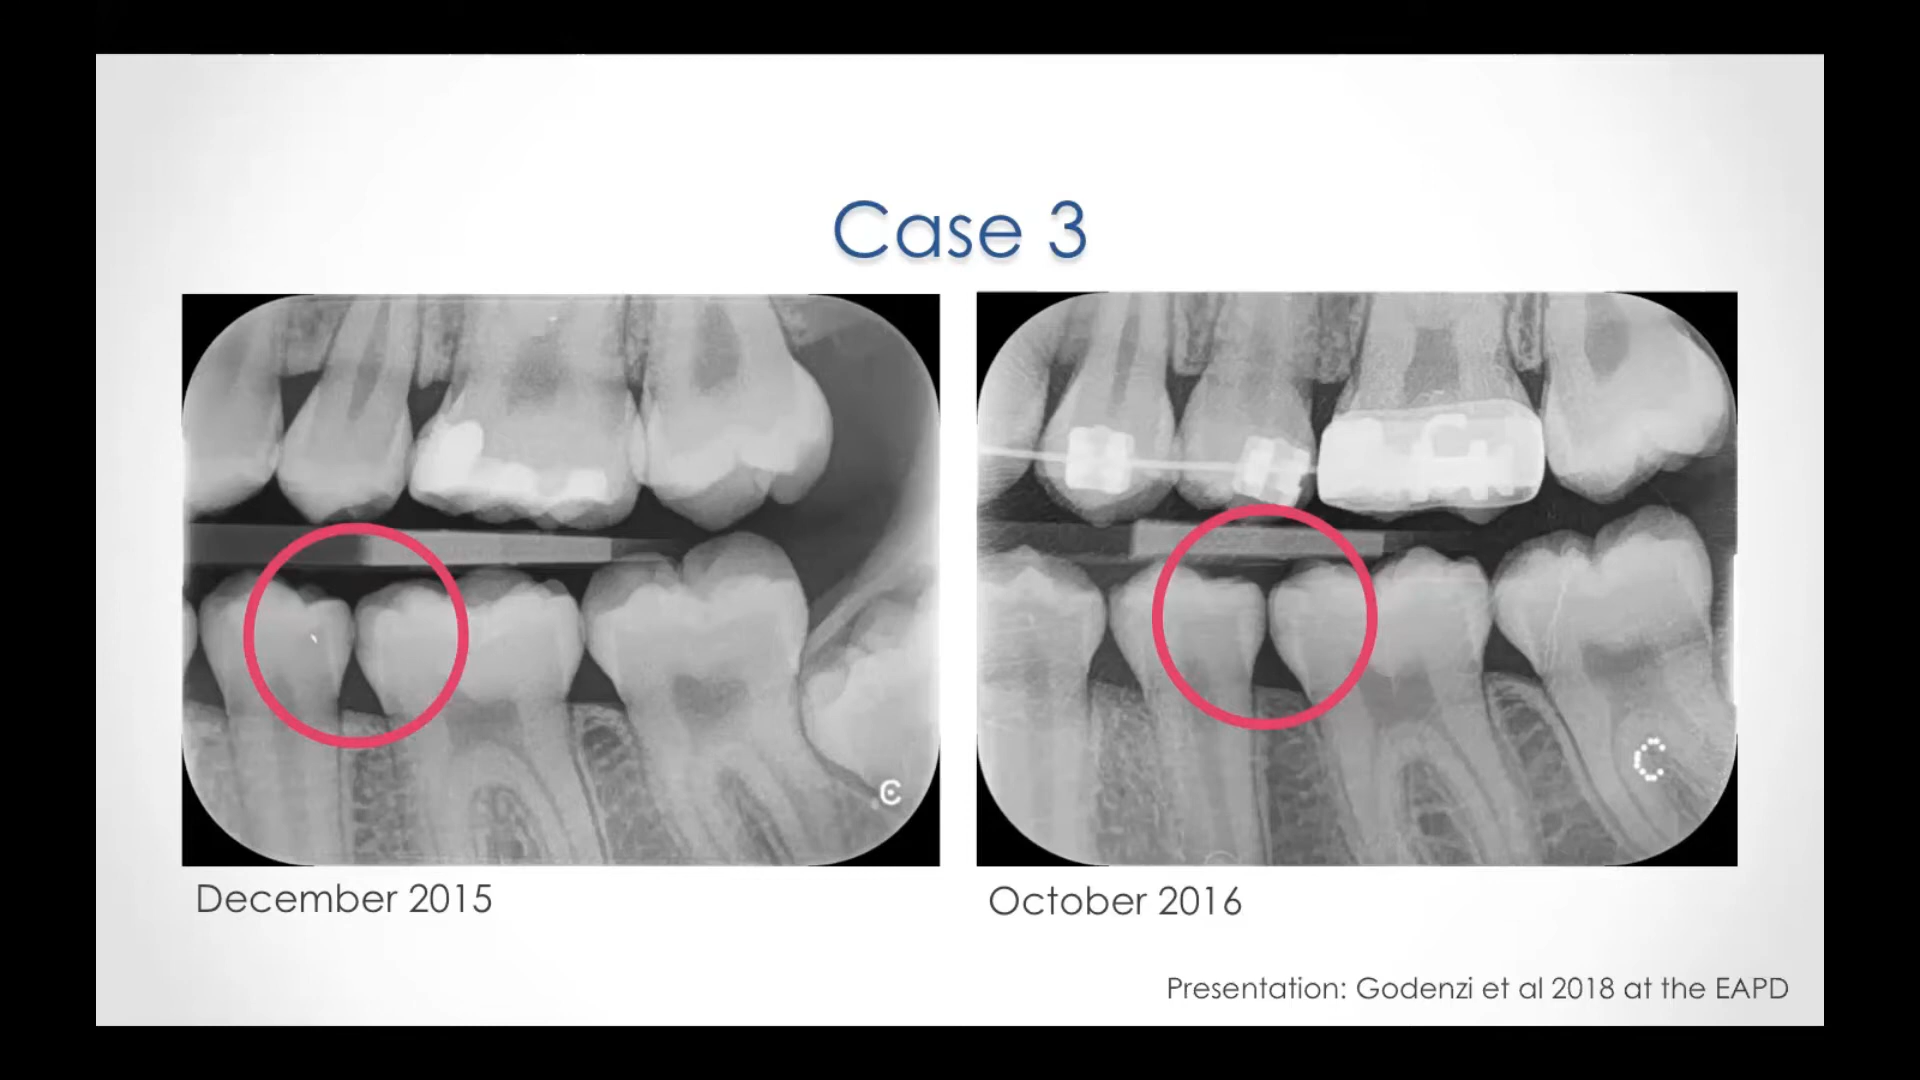 Case 3
C
C
December 2015
October 2016
Presentation: Godenzi et al 2018 at the EAPD